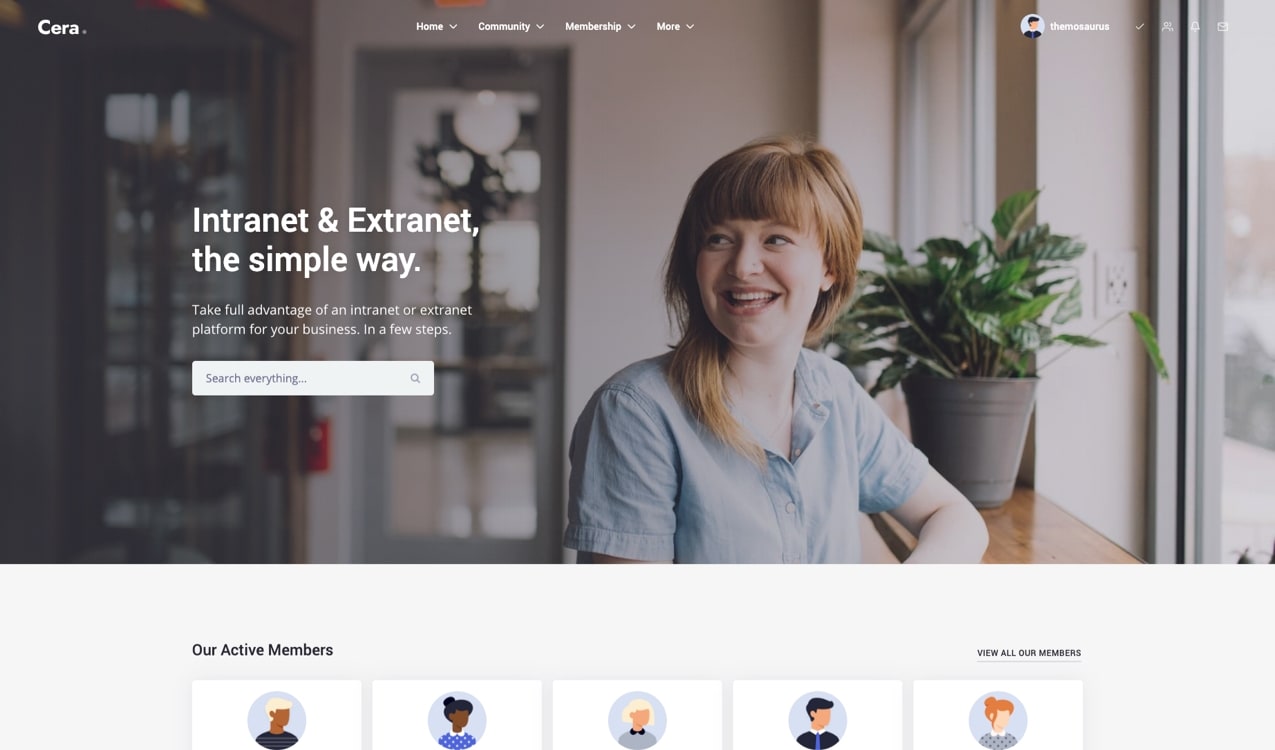 Cera.
Home Community Membership More themosaurus
Intranet & Extranet,
the simple way.
Take full advantage of an intranet or extranet
platform for your business. In a few steps.
Search everything...
Our Active Members
VIEW ALL OUR MEMBERS